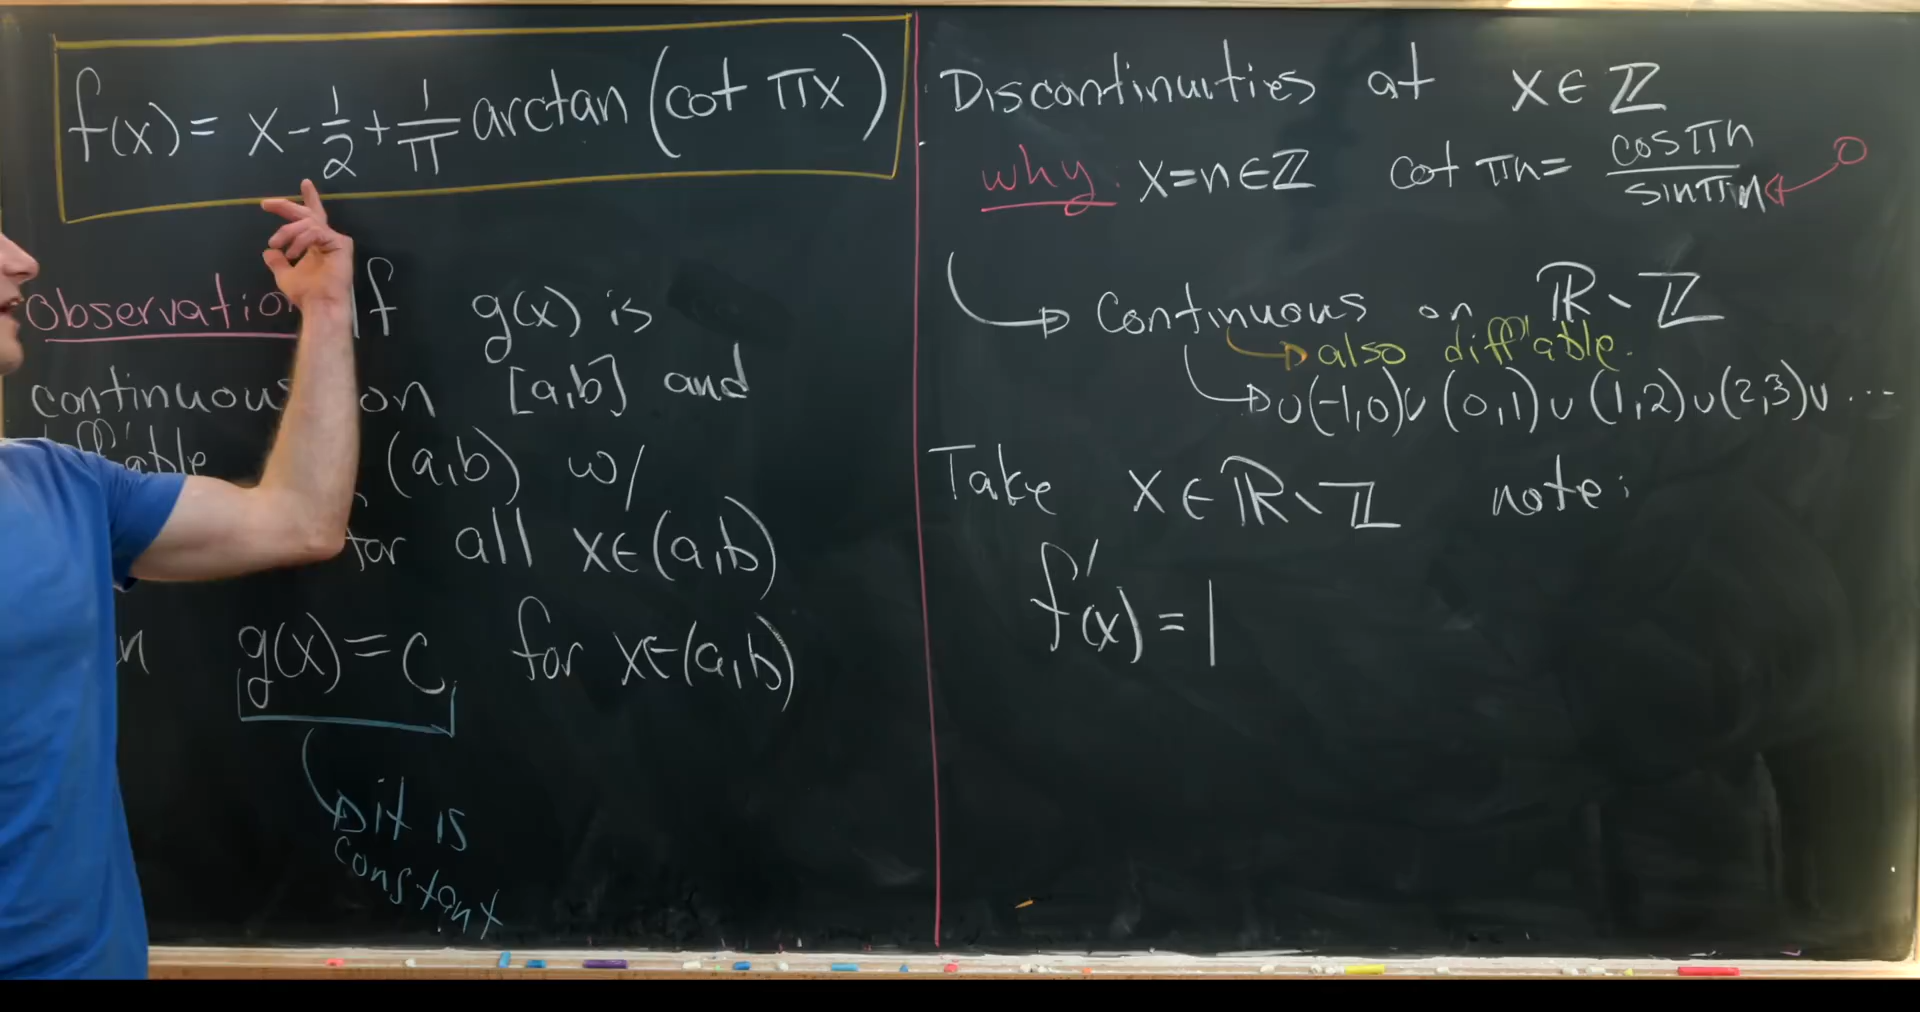 f(x) = x - 1/2 + 1/π arctan (cot πx)
Observation If g(x) is
continuous on [a,b] and
diff'able (a,b) w/
for all x∈(a,b)
g(x) = C for x∈(a,b)
it is
constant
Discontinuities at x∈ℤ
why: x=n∈ℤ cot πn = cos πn / sin πn ← 0
↳ Continuous on ℝ∖ℤ
↳ also diff'able.
↳ ∪(-1,0)∪(0,1)∪(1,2)∪(2,3)∪...
Take x∈ℝ∖ℤ note:
f'(x) = 1